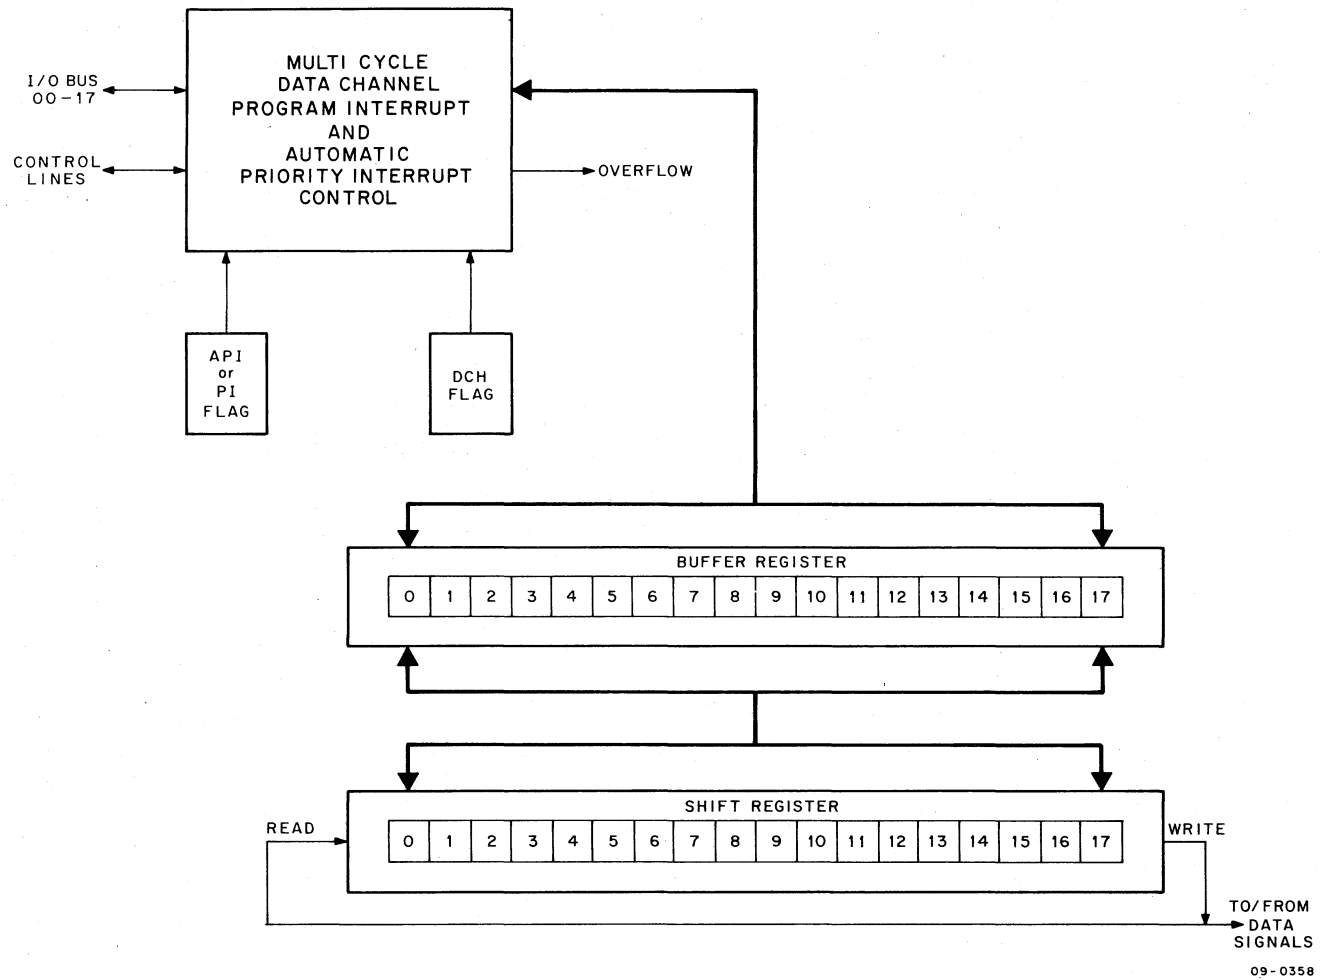 MULTI CYCLE
DATA CHANNEL
PROGRAM INTERRUPT
AND
AUTOMATIC
PRIORITY INTERRUPT
CONTROL
I/O BUS
00-17
CONTROL
LINES
OVERFLOW
API
or
PI
FLAG
DCH
FLAG
BUFFER REGISTER
0 1 2 3 4 5 6 7 8 9 10 11 12 13 14 15 16 17
SHIFT REGISTER
READ
0 1 2 3 4 5 6 7 8 9 10 11 12 13 14 15 16 17
WRITE
TO/FROM
DATA
SIGNALS
09-0358